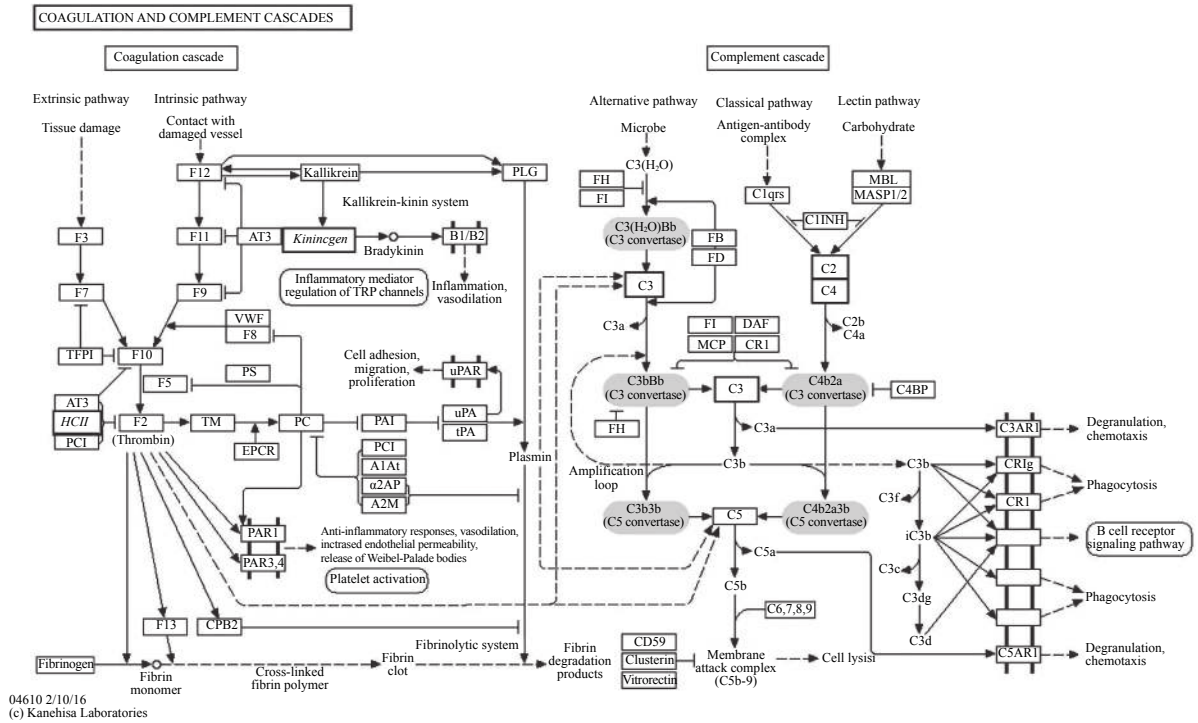 COAGULATION AND COMPLEMENT CASCADES
Coagulation cascade
Complement cascade
Extrinsic pathway
Intrinsic pathway
Tissue damage
Contact with
damaged vessel
F12
Kallikrein
PLG
Kallikrein-kinin system
F3
F11
AT3
Kinincgen
Bradykinin
B1/B2
Inflammatory mediator
regulation of TRP channels
Inflammation,
vasodilation
F7
F9
VWF
F8
TFPI
F10
F5
PS
Cell adhesion,
migration,
proliferation
uPAR
AT3
HCII
PCI
F2
(Thrombin)
TM
EPCR
PC
PAI
uPA
tPA
Plasmin
PCI
A1At
α2AP
A2M
PAR1
PAR3,4
Anti-inflammatory responses, vasodilation,
inctrased endothelial permeability,
release of Weibel-Palade bodies
Platelet activation
F13
CPB2
Fibrinolytic system
Fibrinogen
Fibrin
monomer
Cross-linked
fibrin polymer
Fibrin
clot
Fibrin
degradation
products
Alternative pathway
Classical pathway
Lectin pathway
Microbe
Antigen-antibody
complex
Carbohydrate
C3(H₂O)
FH
FI
C1qrs
MBL
MASP1/2
C1INH
C3(H₂O)Bb
(C3 convertase)
FB
FD
C2
C4
C3
C3a
FI
DAF
MCP
CR1
C2b
C4a
C3bBb
(C3 convertase)
C3
C4b2a
(C3 convertase)
C4BP
FH
C3a
C3b
Amplification
loop
C3b3b
(C5 convertase)
C5
C4b2a3b
(C5 convertase)
C5a
C5b
C6,7,8,9
CD59
Clusterin
Vitrorectin
Membrane
attack complex
(C5b-9)
Cell lysisi
C3b
C3f
iC3b
C3c
C3dg
C3d
C3AR1
CRIg
CR1
C5AR1
Degranulation,
chemotaxis
Phagocytosis
B cell receptor
signaling pathway
Phagocytosis
Degranulation,
chemotaxis
04610 2/10/16
(c) Kanehisa Laboratories